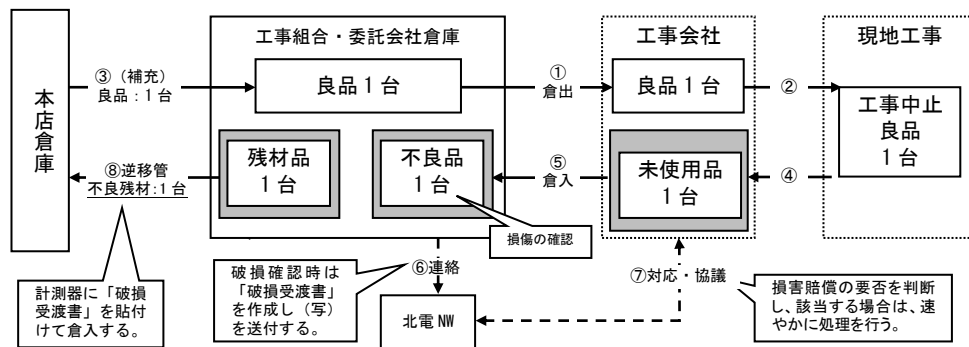 工事組合・委託会社倉庫
工事会社
現地工事
本店倉庫
③（補充）
良品：1台
良品1台
①
倉出
良品1台
②
工事中止
良品
1台
⑧逆移管
不良残材:1台
残材品
1台
不良品
1台
⑤
倉入
未使用品
1台
④
損傷の確認
計測器に「破損
受渡書」を貼付
けて倉入する。
破損確認時は
「破損受渡書」
を作成し（写）
を送付する。
⑥連絡
北電NW
⑦対応・協議
損害賠償の要否を判断
し、該当する場合は、速
やかに処理を行う。